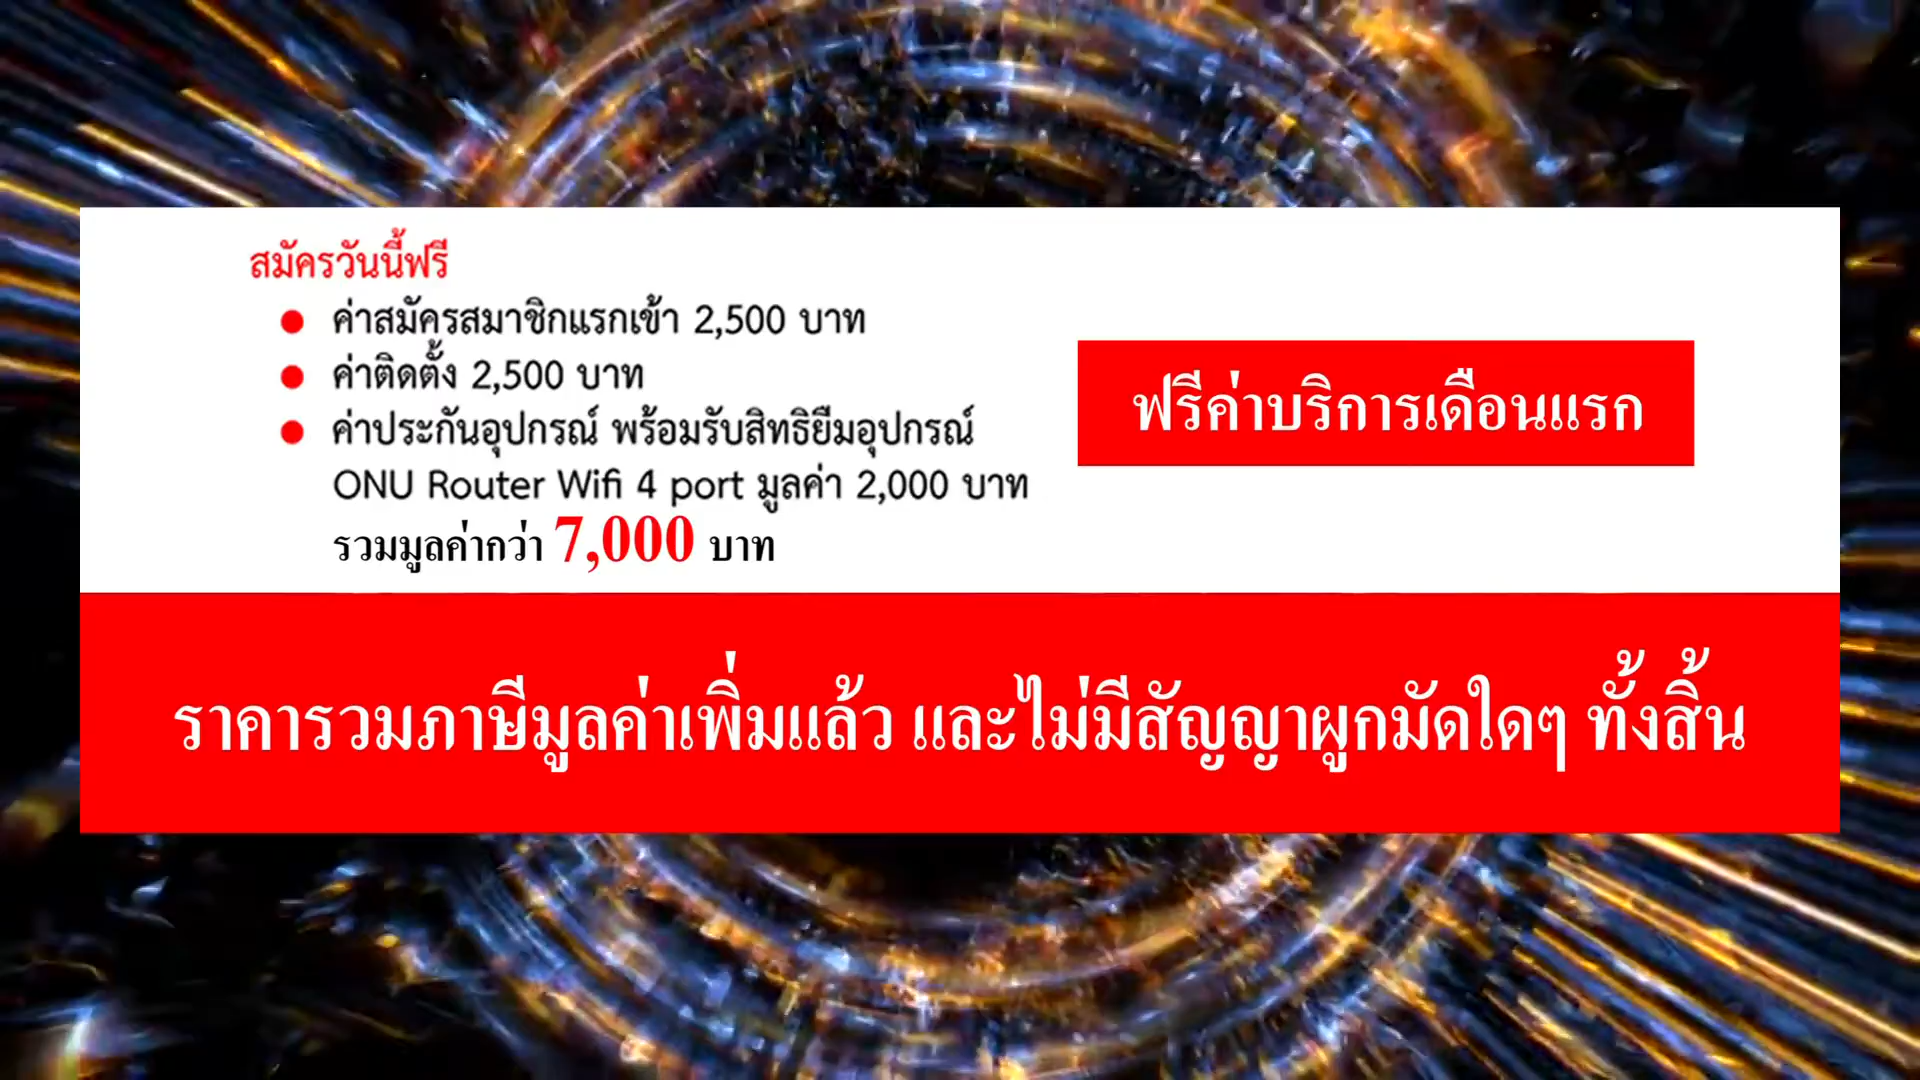 สมัครวันนี้ฟรี
● ค่าสมัครสมาชิกแรกเข้า 2,500 บาท
● ค่าติดตั้ง 2,500 บาท
● ค่าประกันอุปกรณ์ พร้อมรับสิทธิยืมอุปกรณ์
ONU Router Wifi 4 port มูลค่า 2,000 บาท
รวมมูลค่ากว่า 7,000 บาท
ฟรีค่าบริการเดือนแรก
ราคารวมภาษีมูลค่าเพิ่มแล้ว และไม่มีสัญญาผูกมัดใดๆ ทั้งสิ้น